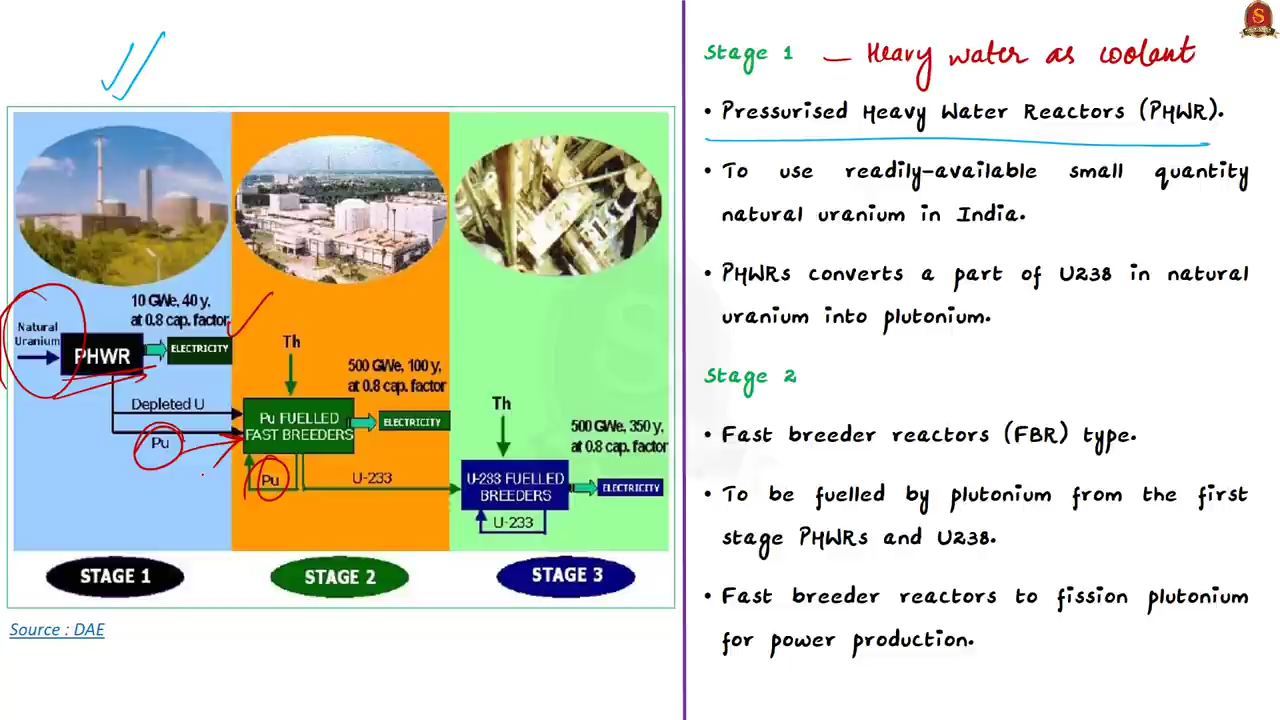 Natural
Uranium
PHWR
10 GWe, 40 y,
at 0.8 cap. factor
ELECTRICITY
Depleted U
Pu
Th
Pu FUELLED
FAST BREEDERS
500 GWe, 100 y,
at 0.8 cap. factor
ELECTRICITY
Pu
U-233
Th
U-233 FUELLED
BREEDERS
500 GWe, 350 y,
at 0.8 cap. factor
ELECTRICITY
U-233
STAGE 1
STAGE 2
STAGE 3
Source : DAE
Stage 1 — Heavy water as coolant
• Pressurised Heavy Water Reactors (PHWR).
• To use readily-available small quantity
natural uranium in India.
• PHWRs converts a part of U238 in natural
uranium into plutonium.
Stage 2
• Fast breeder reactors (FBR) type.
• To be fuelled by plutonium from the first
stage PHWRs and U238.
• Fast breeder reactors to fission plutonium
for power production.
S